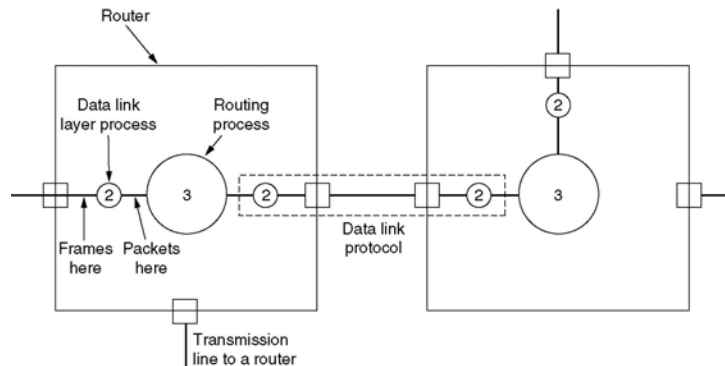 Router
Data link
layer process
Routing
process
2
2
3
2
2
3
Frames
here
Packets
here
Data link
protocol
Transmission
line to a router